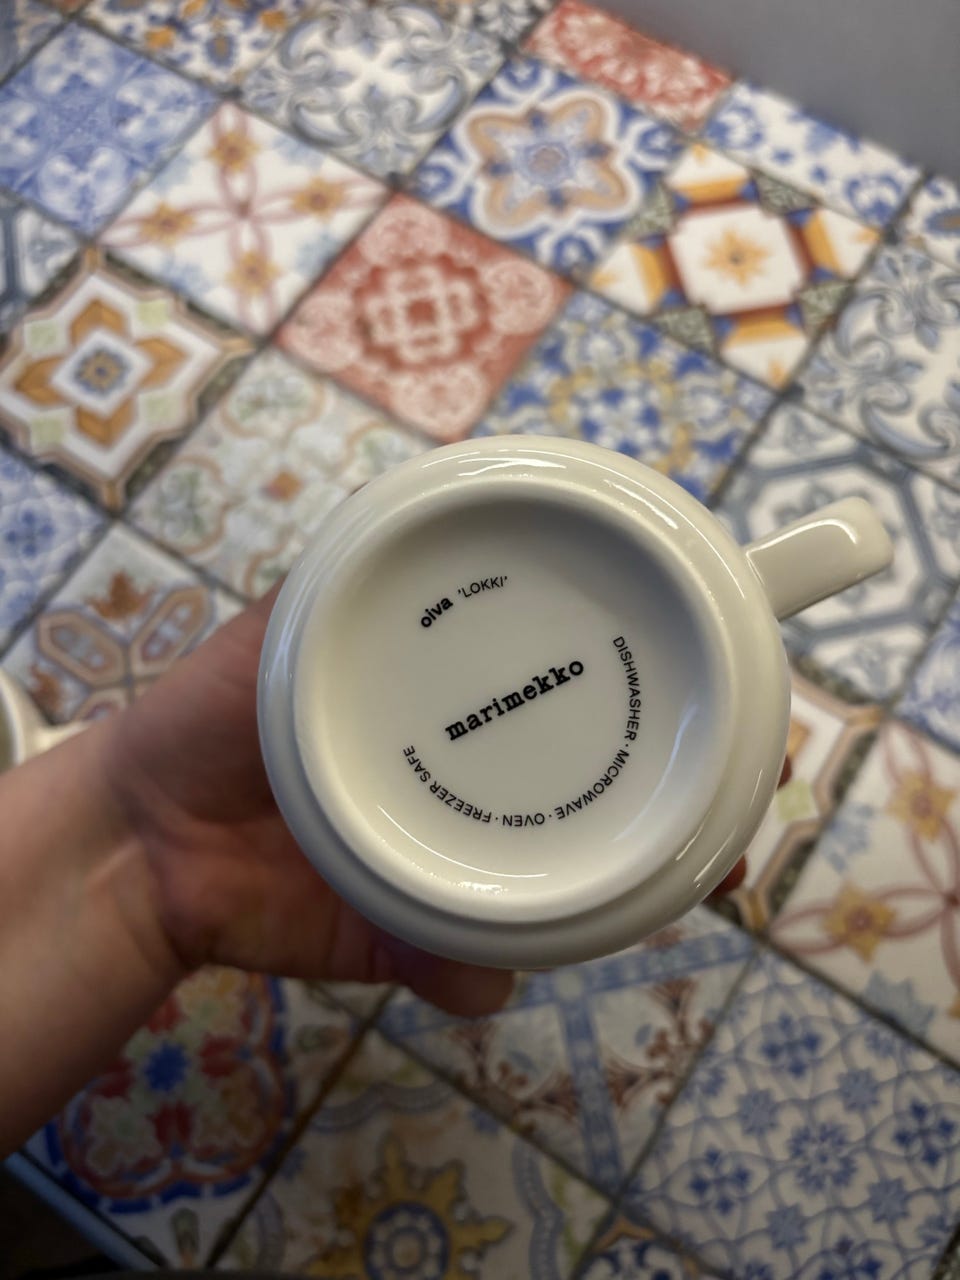 oiva 'LOKKI'
marimekko
DISHWASHER · MICROWAVE · OVEN · FREEZER SAFE